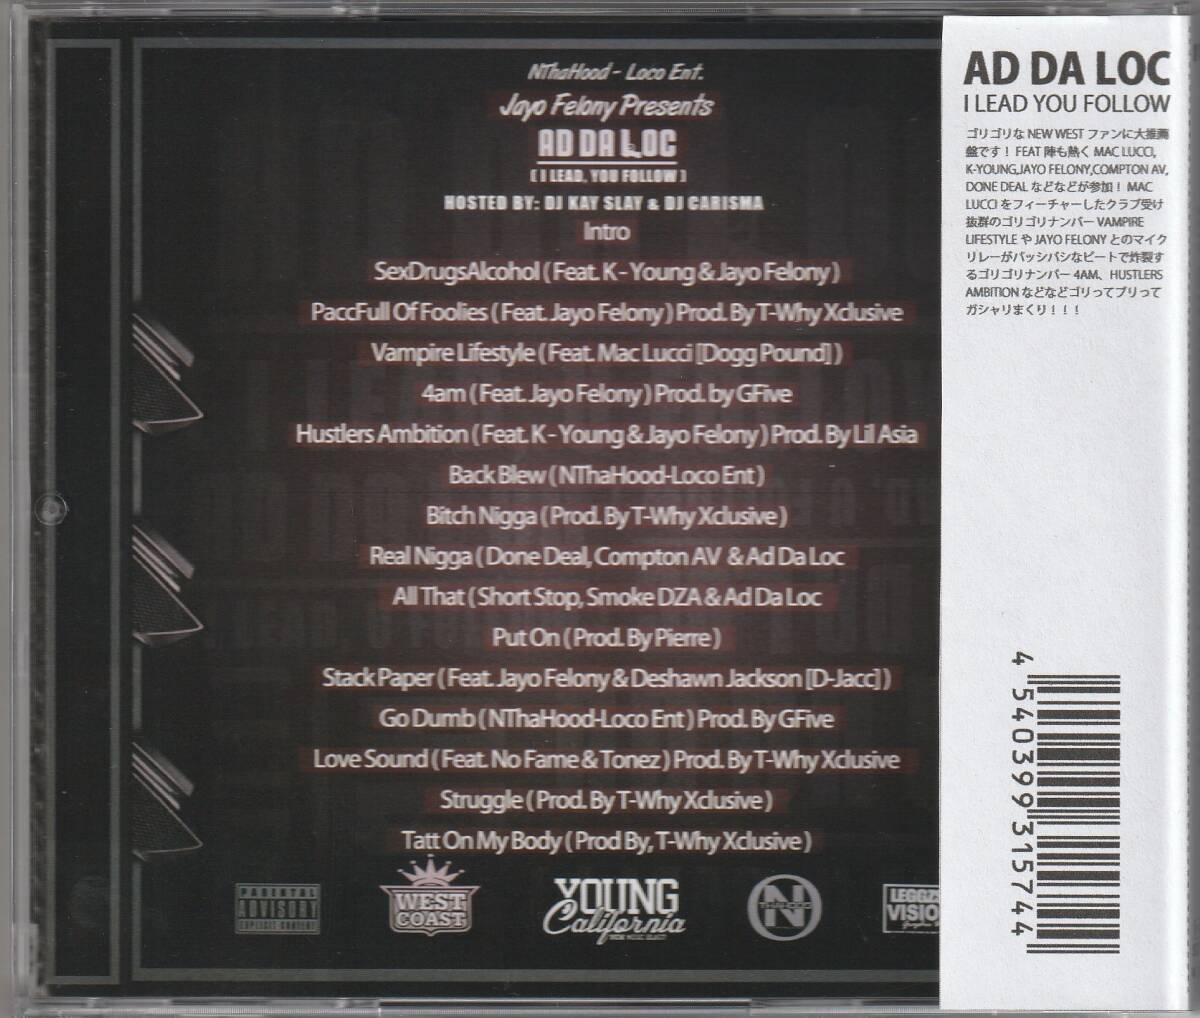 NThaHood - Loco Ent.
Jayo Felony Presents
AD DA LOC
( I LEAD, YOU FOLLOW )
HOSTED BY: DJ KAY SLAY & DJ CARISMA
Intro
SexDrugsAlcohol ( Feat. K - Young & Jayo Felony )
PaccFull Of Foolies ( Feat. Jayo Felony ) Prod. By T-Why Xclusive
Vampire Lifestyle ( Feat. Mac Lucci [Dogg Pound] )
4am ( Feat. Jayo Felony ) Prod. by GFive
Hustlers Ambition ( Feat. K - Young & Jayo Felony ) Prod. By Lil Asia
Back Blew ( NThaHood-Loco Ent )
Bitch Nigga ( Prod. By T-Why Xclusive )
Real Nigga ( Done Deal, Compton AV & Ad Da Loc
All That ( Short Stop, Smoke DZA & Ad Da Loc
Put On ( Prod. By Pierre )
Stack Paper ( Feat. Jayo Felony & Deshawn Jackson [D-Jacc] )
Go Dumb ( NThaHood-Loco Ent ) Prod. By GFive
Love Sound ( Feat. No Fame & Tonez ) Prod. By T-Why Xclusive
Struggle ( Prod. By T-Why Xclusive )
Tatt On My Body ( Prod By, T-Why Xclusive )
PARENTAL
ADVISORY
EXPLICIT CONTENT
WEST
COAST
YOUNG
California
N
THA HOOD
LEGGZ
VISIO
AD DA LOC
I LEAD YOU FOLLOW
ゴリゴリな NEW WEST ファンに大推薦
盤です！ FEAT 陣も熱く MAC LUCCI,
K-YOUNG,JAYO FELONY,COMPTON AV,
DONE DEAL などなどが参加！ MAC
LUCCI をフィーチャーしたクラブ受け
抜群のゴリゴリナンバー VAMPIRE
LIFESTYLE や JAYO FELONY とのマイク
リレーがバッシバシなビートで炸裂す
るゴリゴリナンバー 4AM、HUSTLERS
AMBITION などなどゴリってブリって
ガシャリまくり！！！
4 540399 315744